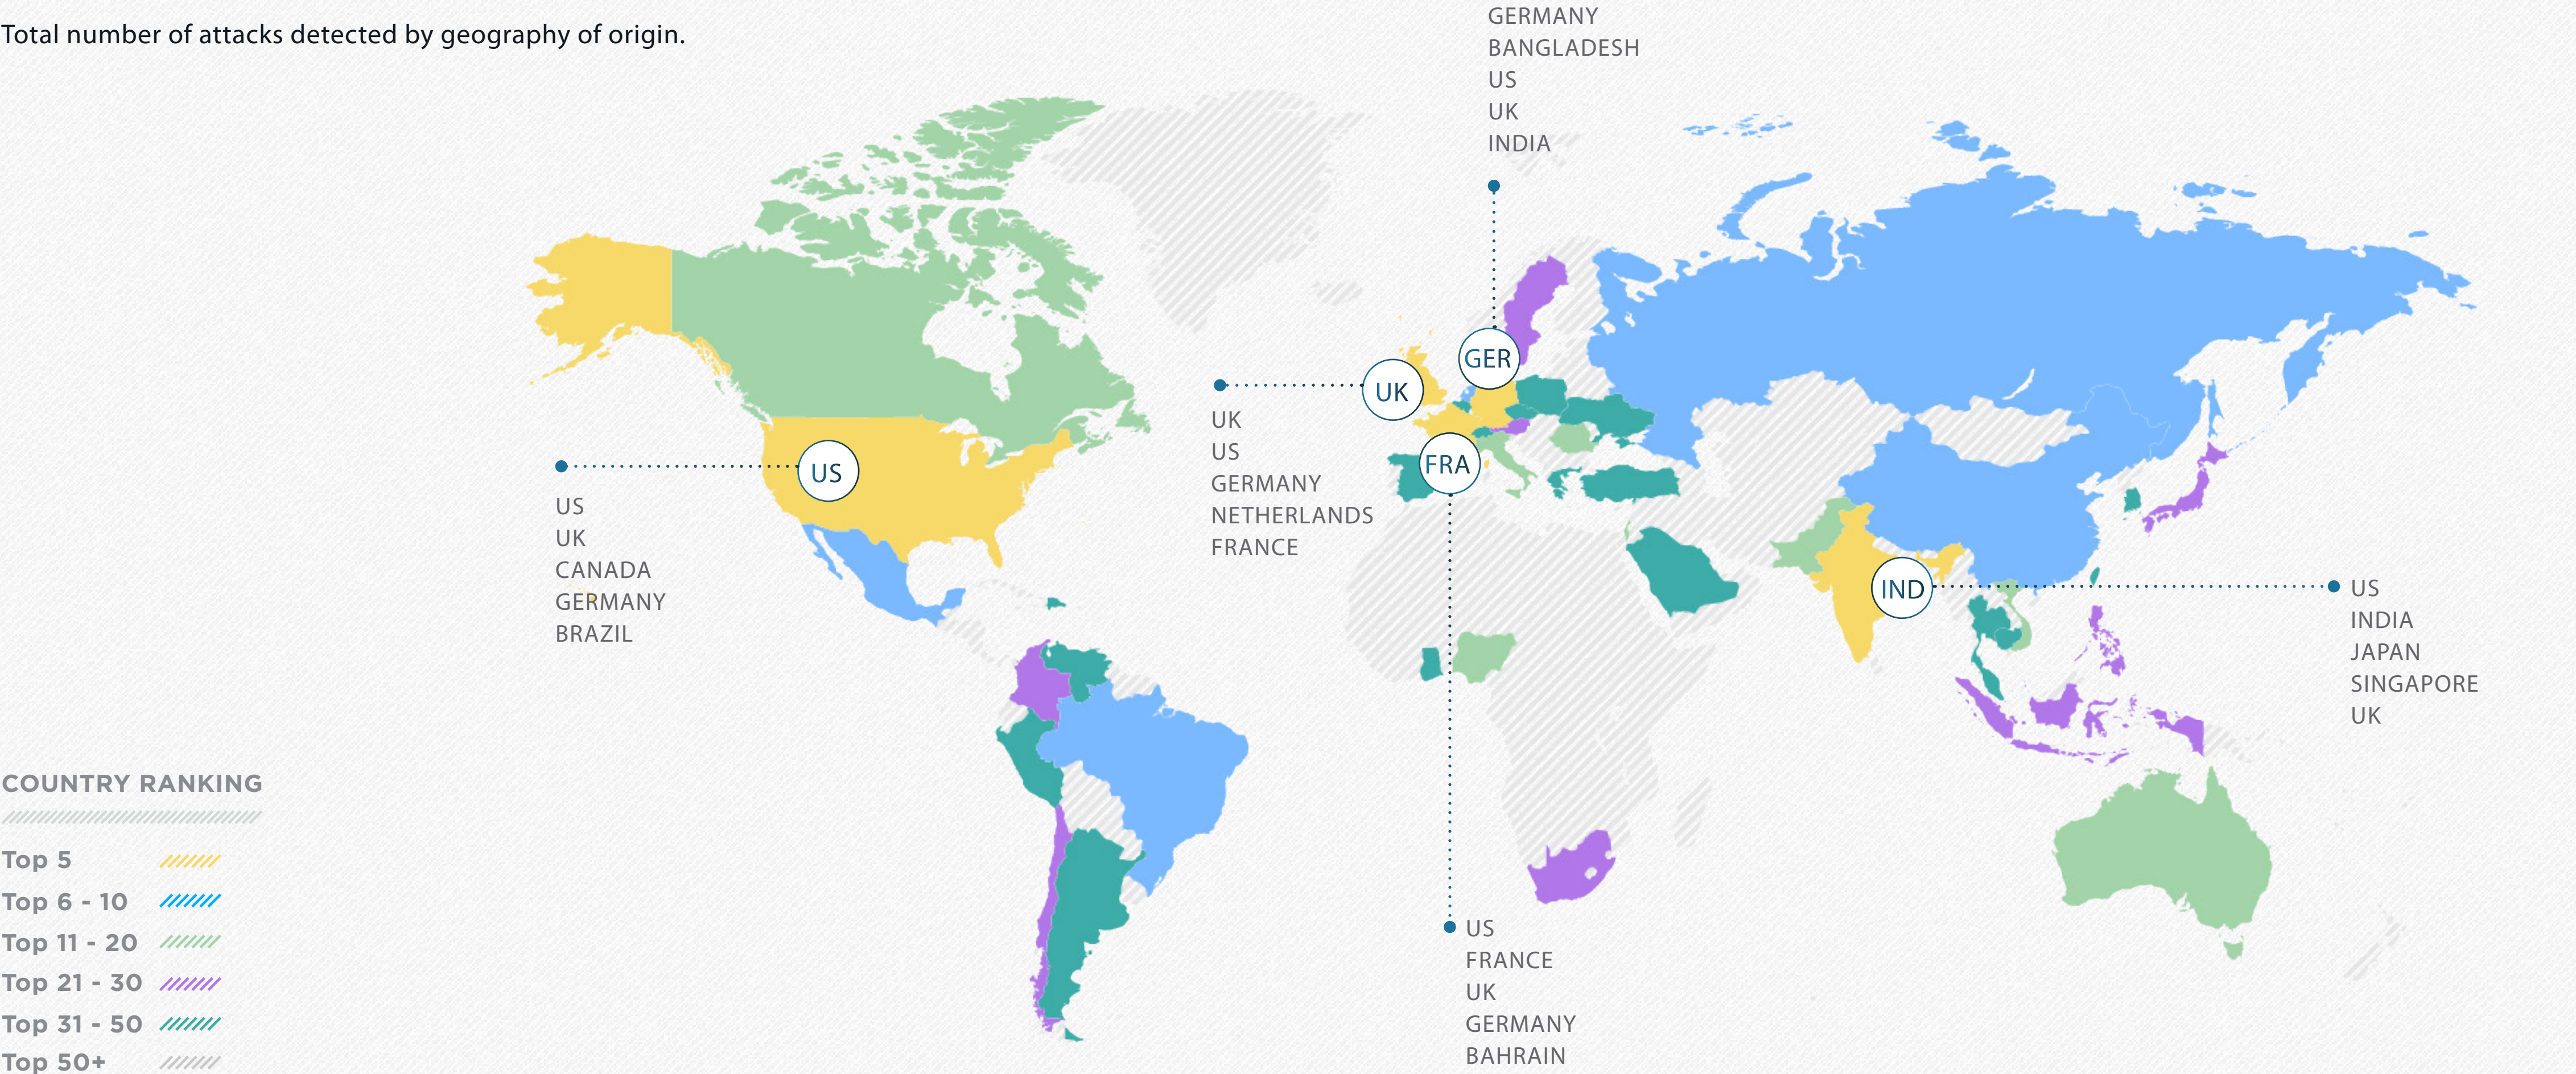 Total number of attacks detected by geography of origin.
GERMANY
BANGLADESH
US
UK
INDIA
GER
UK
UK
US
GERMANY
NETHERLANDS
FRANCE
FRA
US
US
UK
CANADA
GERMANY
BRAZIL
IND
US
INDIA
JAPAN
SINGAPORE
UK
US
FRANCE
UK
GERMANY
BAHRAIN
COUNTRY RANKING
Top 5
Top 6 - 10
Top 11 - 20
Top 21 - 30
Top 31 - 50
Top 50+